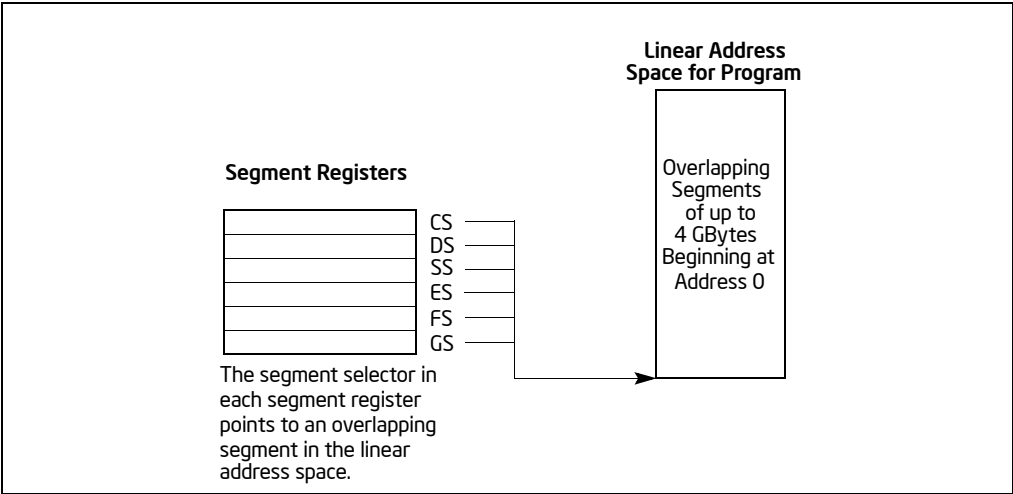 Linear Address
Space for Program
Overlapping
Segments
of up to
4 GBytes
Beginning at
Address 0
Segment Registers
CS
DS
SS
ES
FS
GS
The segment selector in
each segment register
points to an overlapping
segment in the linear
address space.